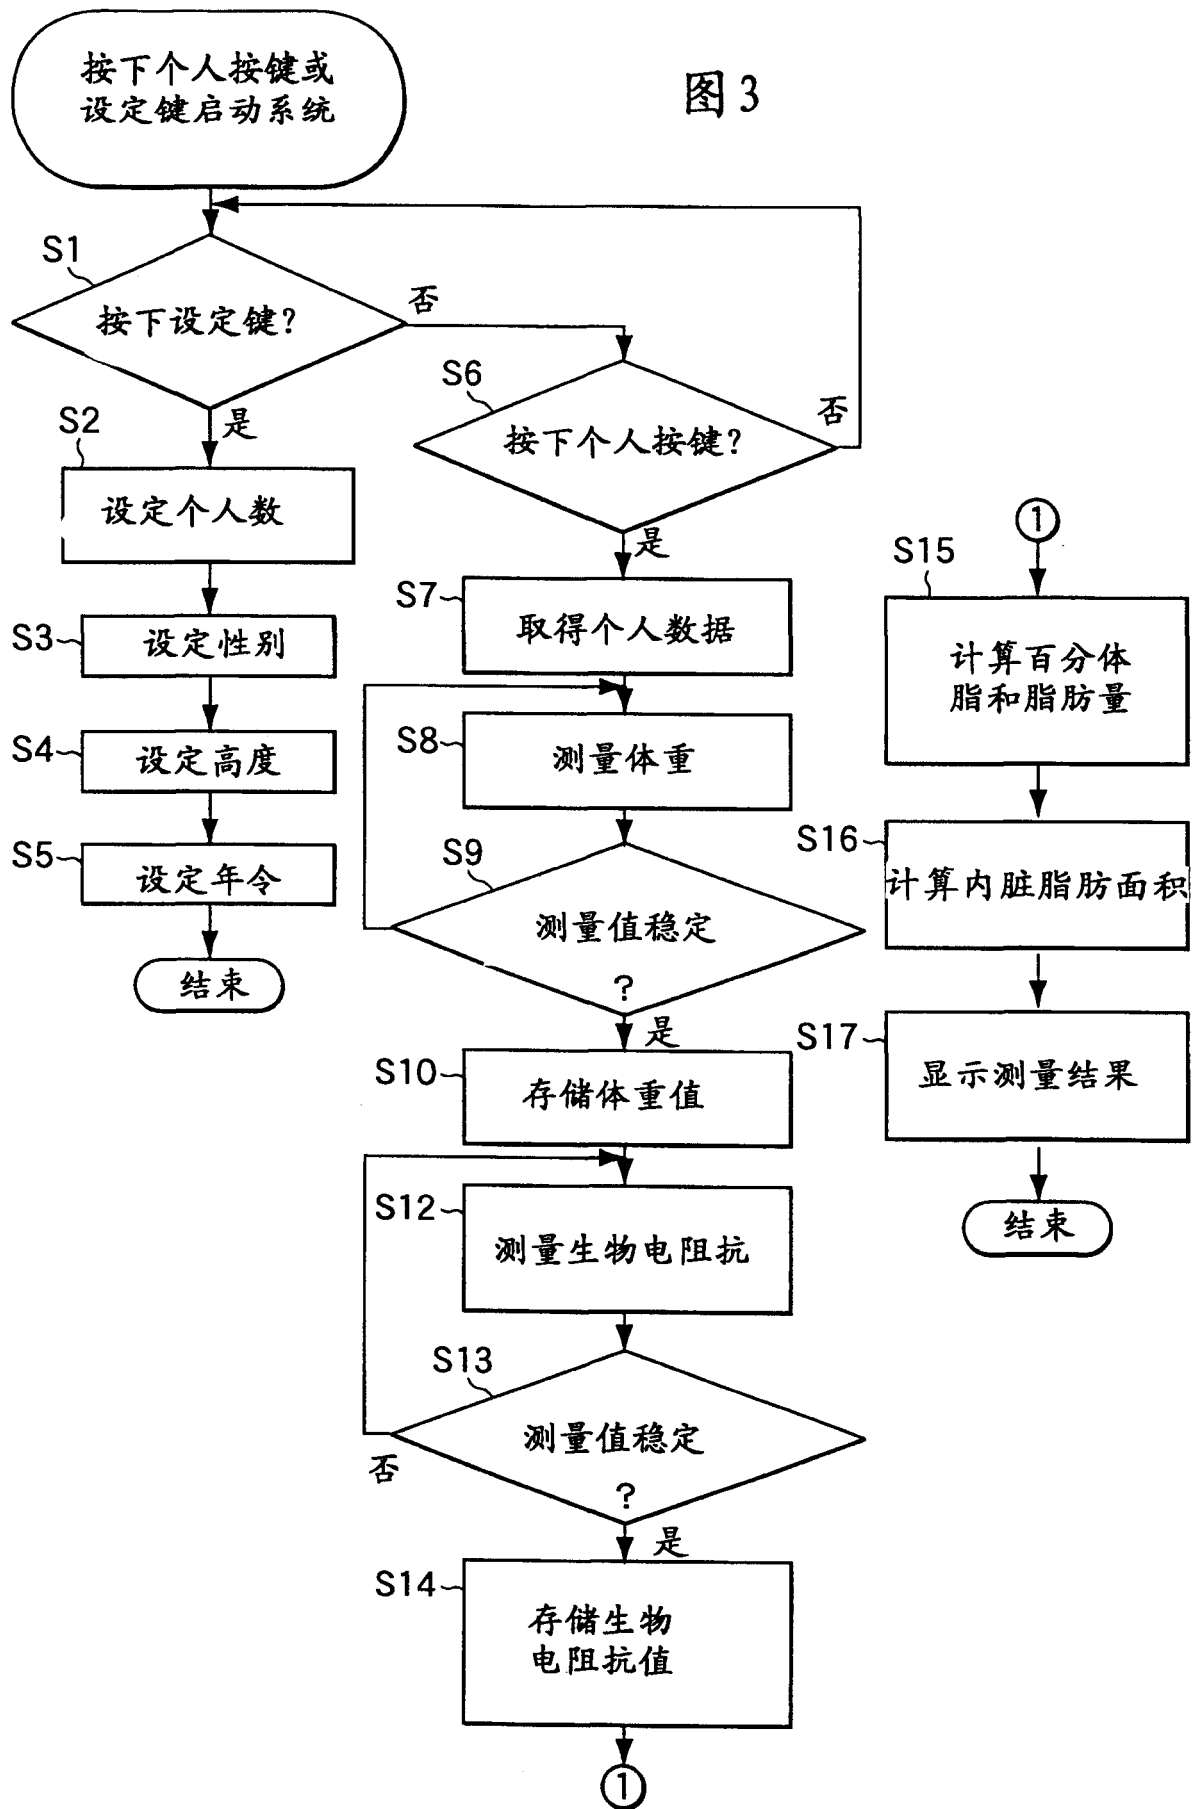 按下个人按键或
设定键启动系统
图3
S1
按下设定键?
否
是
S2
设定个人数
S3
设定性别
S4
设定高度
S5
设定年令
结束
S6
按下个人按键?
否
是
S7
取得个人数据
S8
测量体重
S9
测量值稳定
?
是
S10
存储体重值
S12
测量生物电阻抗
S13
测量值稳定
?
否
是
S14
存储生物
电阻抗值
1
1
S15
计算百分体
脂和脂肪量
S16
计算内脏脂肪面积
S17
显示测量结果
结束